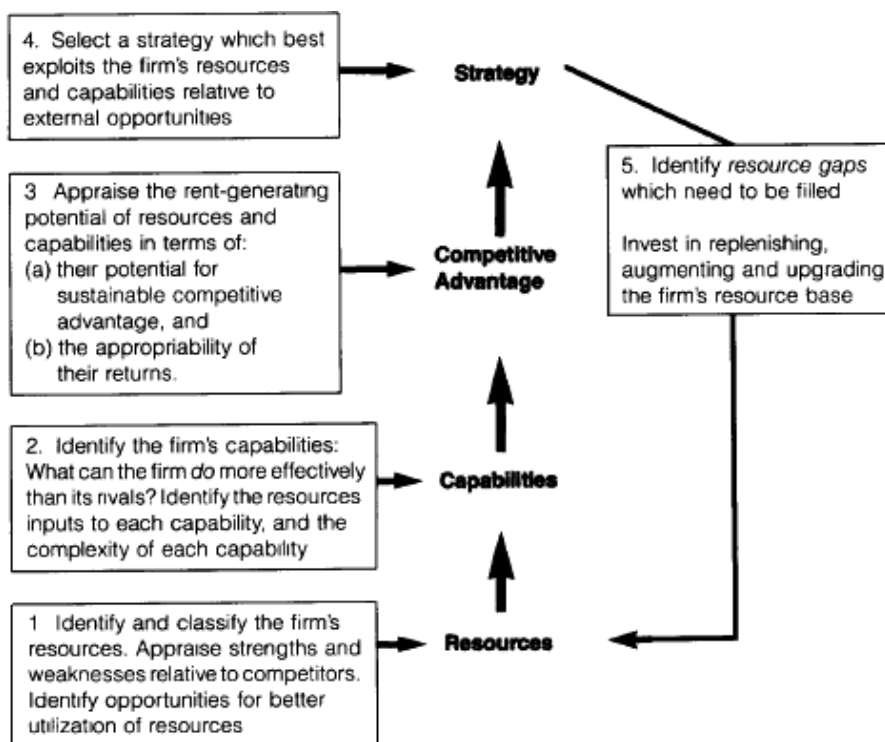 4. Select a strategy which best
exploits the firm's resources
and capabilities relative to
external opportunities
Strategy
5. Identify resource gaps
which need to be filled
Invest in replenishing,
augmenting and upgrading
the firm's resource base
3 Appraise the rent-generating
potential of resources and
capabilities in terms of:
(a) their potential for
sustainable competitive
advantage, and
(b) the appropriability of
their returns.
Competitive
Advantage
2. Identify the firm's capabilities:
What can the firm do more effectively
than its rivals? Identify the resources
inputs to each capability, and the
complexity of each capability
Capabilities
1 Identify and classify the firm's
resources. Appraise strengths and
weaknesses relative to competitors.
Identify opportunities for better
utilization of resources
Resources